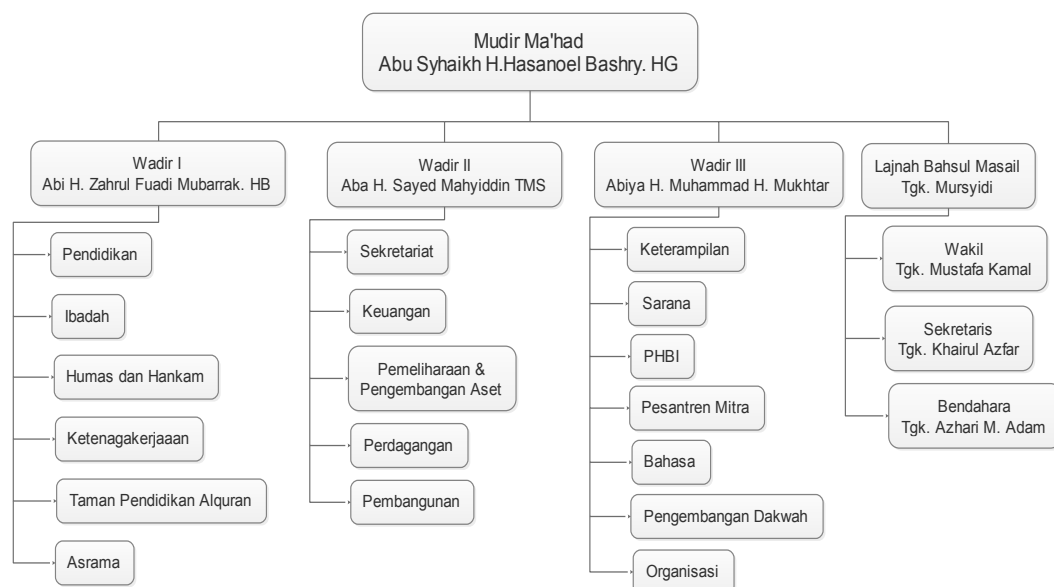 Mudir Ma'had
Abu Syhaikh H.Hasanoel Bashry. HG
Wadir I
Abi H. Zahrul Fuadi Mubarrak. HB
Pendidikan
Ibadah
Humas dan Hankam
Ketenagakerjaaan
Taman Pendidikan Alquran
Asrama
Wadir II
Aba H. Sayed Mahyiddin TMS
Sekretariat
Keuangan
Pemeliharaan &
Pengembangan Aset
Perdagangan
Pembangunan
Wadir III
Abiya H. Muhammad H. Mukhtar
Keterampilan
Sarana
PHBI
Pesantren Mitra
Bahasa
Pengembangan Dakwah
Organisasi
Lajnah Bahsul Masail
Tgk. Mursyidi
Wakil
Tgk. Mustafa Kamal
Sekretaris
Tgk. Khairul Azfar
Bendahara
Tgk. Azhari M. Adam